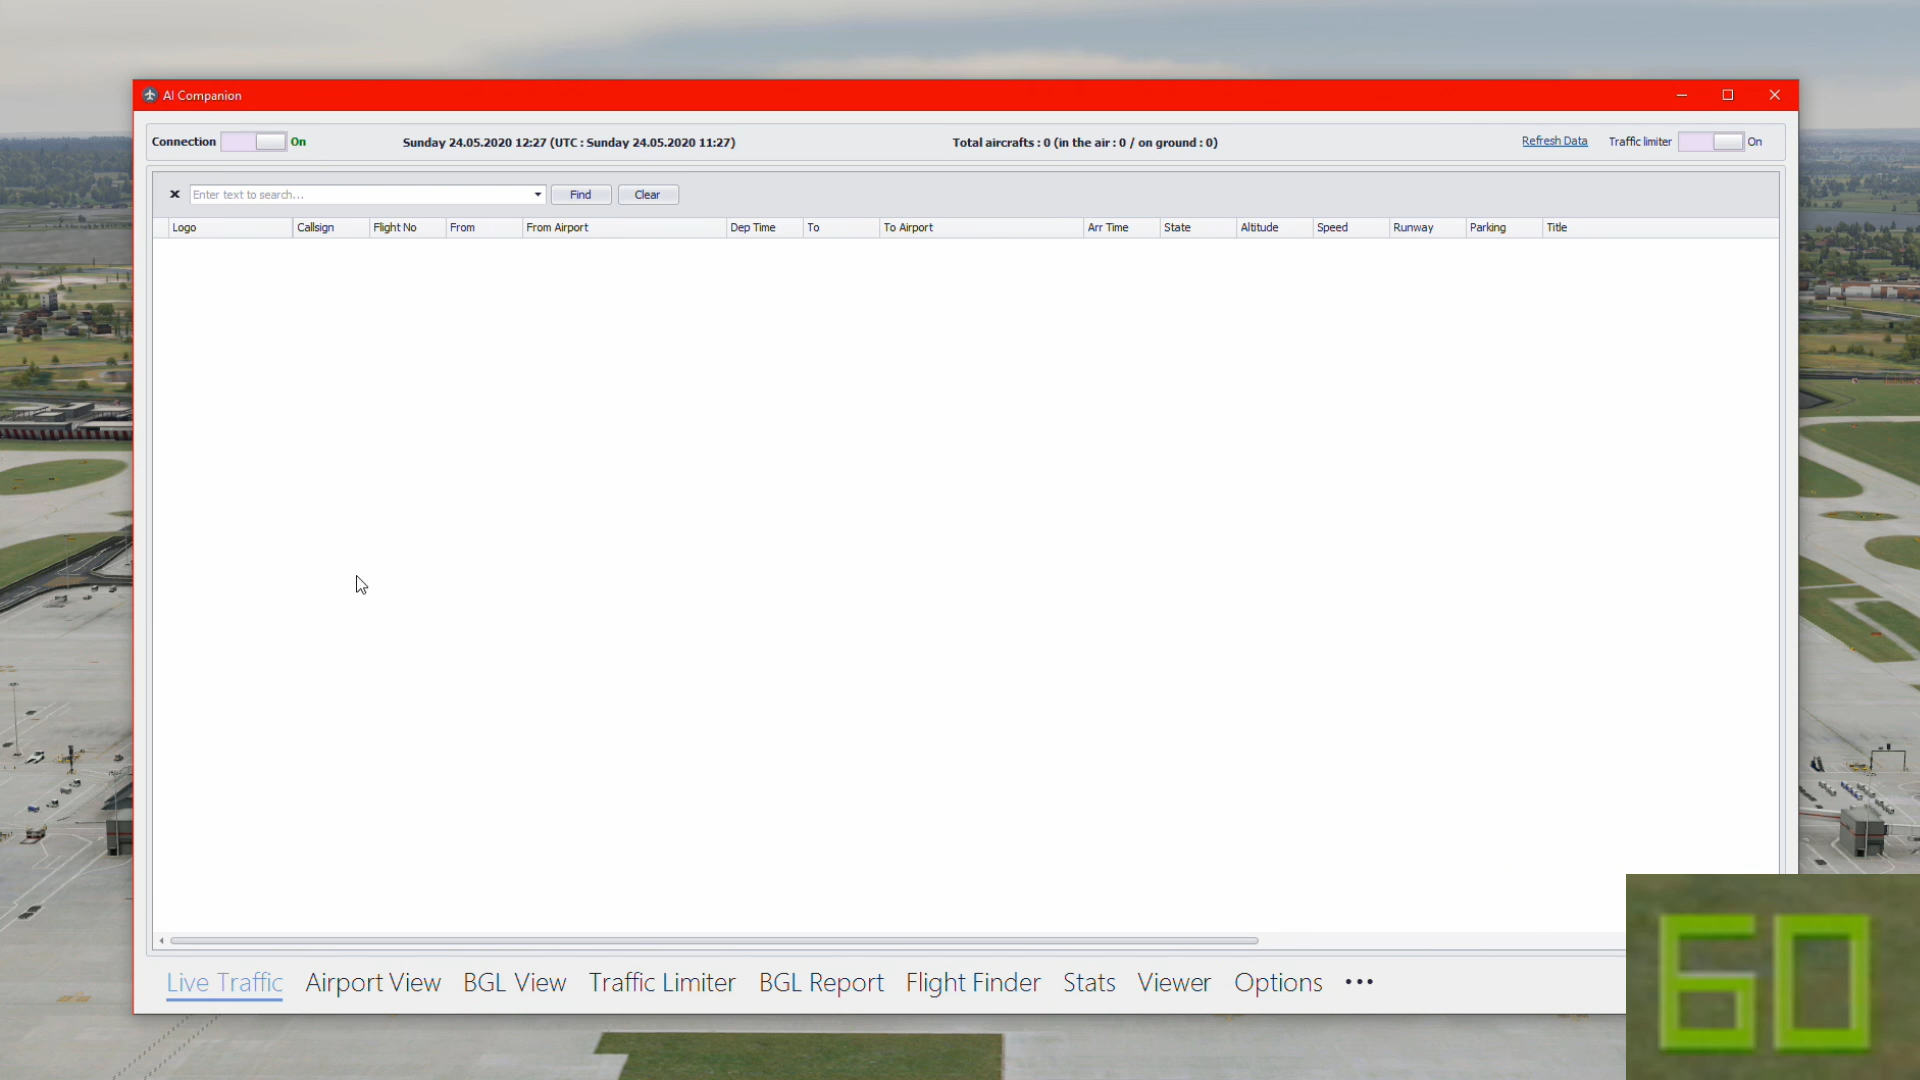 AI Companion
Connection On Sunday 24.05.2020 12:27 (UTC : Sunday 24.05.2020 11:27) Total aircrafts : 0 (in the air : 0 / on ground : 0) Refresh Data Traffic limiter On
Enter text to search... Find Clear
Logo Callsign Flight No From From Airport Dep Time To To Airport Arr Time State Altitude Speed Runway Parking Title
Live Traffic Airport View BGL View Traffic Limiter BGL Report Flight Finder Stats Viewer Options •••
60